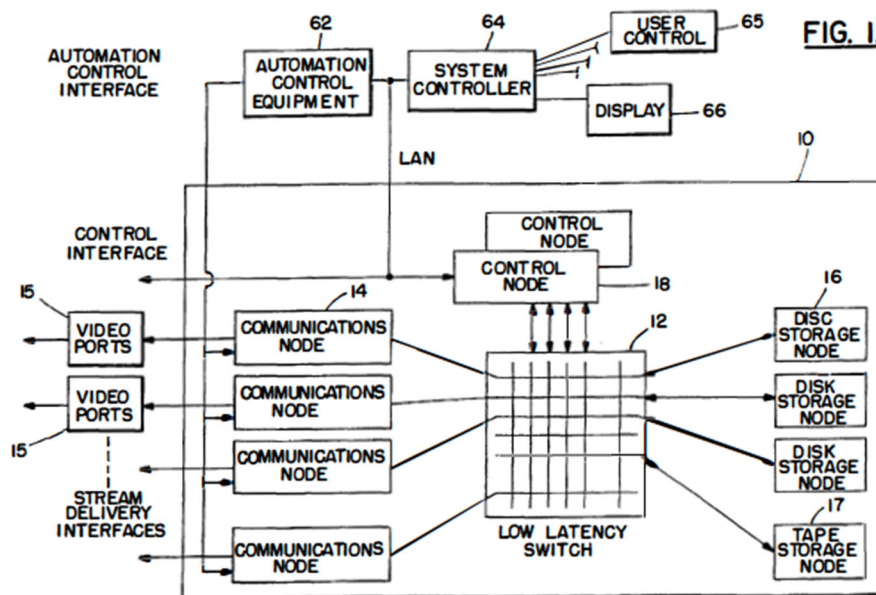 62
64
USER
CONTROL
65
FIG. 1.
AUTOMATION
CONTROL
INTERFACE
AUTOMATION
CONTROL
EQUIPMENT
SYSTEM
CONTROLLER
DISPLAY
66
LAN
10
CONTROL
INTERFACE
CONTROL
NODE
CONTROL
NODE
18
15
VIDEO
PORTS
14
COMMUNICATIONS
NODE
12
16
DISC
STORAGE
NODE
VIDEO
PORTS
15
COMMUNICATIONS
NODE
DISK
STORAGE
NODE
COMMUNICATIONS
NODE
DISK
STORAGE
NODE
STREAM
DELIVERY
INTERFACES
COMMUNICATIONS
NODE
LOW LATENCY
SWITCH
17
TAPE
STORAGE
NODE